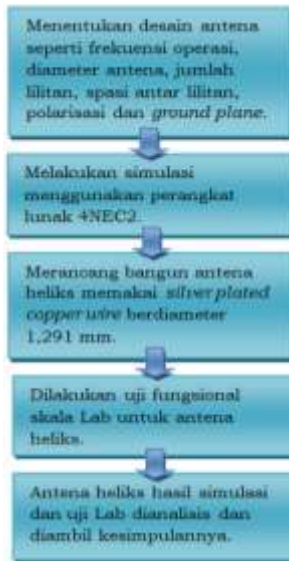 Menentukan desain antena
seperti frekuensi operasi,
diameter antena, jumlah
lilitan, spasi antar lilitan,
polarisasi dan ground plane.
Melakukan simulasi
menggunakan perangkat
lunak 4NEC2.
Merancang bangun antena
heliks memakai silver plated
copper wire berdiameter
1,291 mm.
Dilakukan uji fungsional
skala Lab untuk antena
heliks.
Antena heliks hasil simulasi
dan uji Lab dianalisis dan
diambil kesimpulannya.